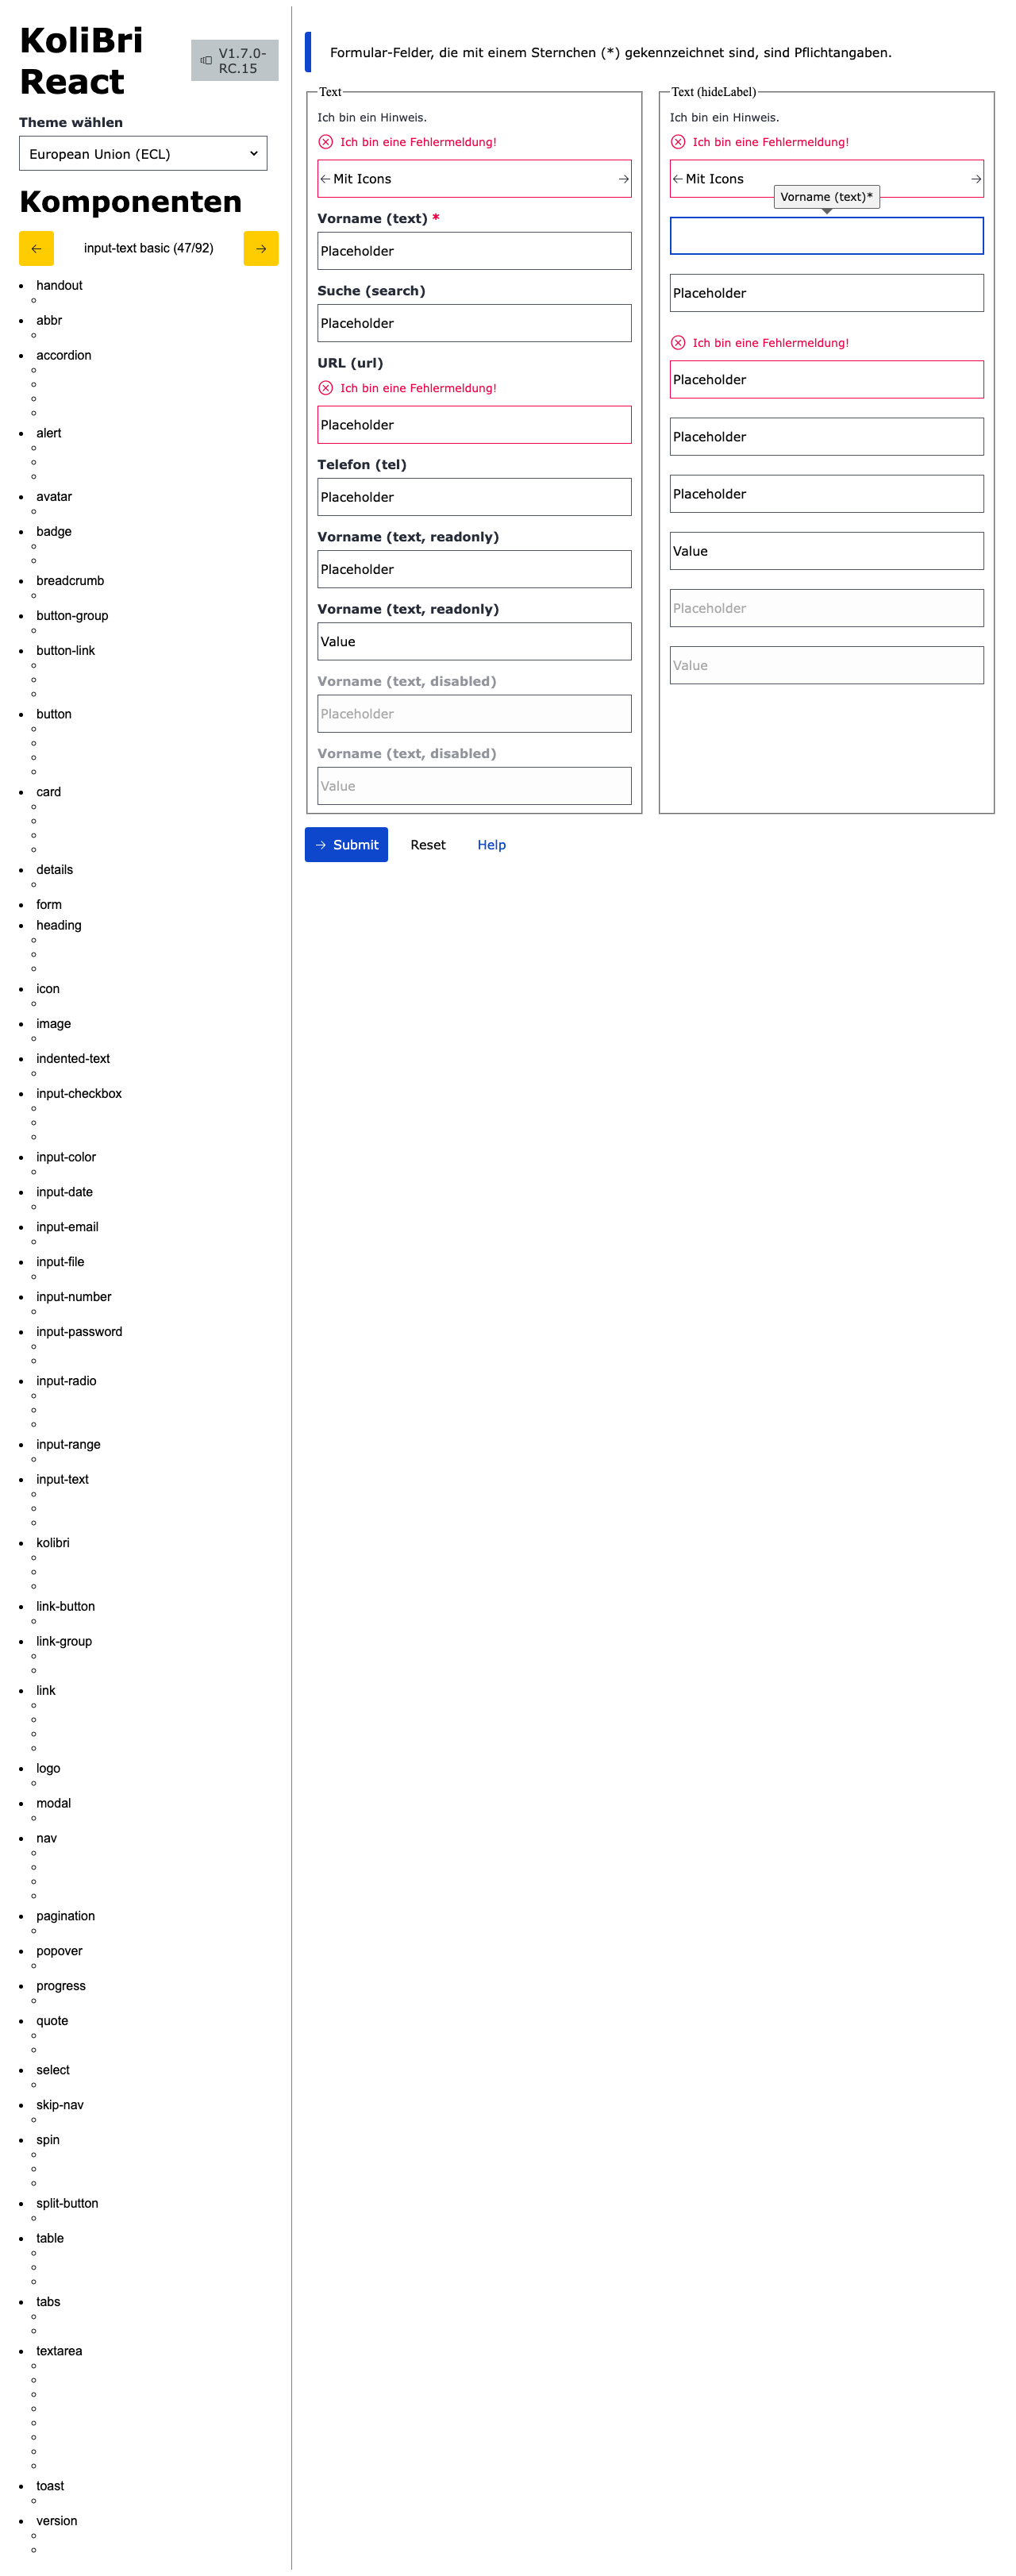 KoliBri
React
V1.7.0-
RC.15
Theme wählen
European Union (ECL)
Komponenten
input-text basic (47/92)
handout
abbr
accordion
alert
avatar
badge
breadcrumb
button-group
button-link
button
card
details
form
heading
icon
image
indented-text
input-checkbox
input-color
input-date
input-email
input-file
input-number
input-password
input-radio
input-range
input-text
kolibri
link-button
link-group
link
logo
modal
nav
pagination
popover
progress
quote
select
skip-nav
spin
split-button
table
tabs
textarea
toast
version
Formular-Felder, die mit einem Sternchen (*) gekennzeichnet sind, sind Pflichtangaben.
Text
Ich bin ein Hinweis.
Ich bin eine Fehlermeldung!
Mit Icons
Vorname (text) *
Placeholder
Suche (search)
Placeholder
URL (url)
Ich bin eine Fehlermeldung!
Placeholder
Telefon (tel)
Placeholder
Vorname (text, readonly)
Placeholder
Vorname (text, readonly)
Value
Vorname (text, disabled)
Placeholder
Vorname (text, disabled)
Value
Text (hideLabel)
Ich bin ein Hinweis.
Ich bin eine Fehlermeldung!
Mit Icons
Vorname (text)*
Placeholder
Ich bin eine Fehlermeldung!
Placeholder
Placeholder
Placeholder
Value
Placeholder
Value
Submit
Reset
Help